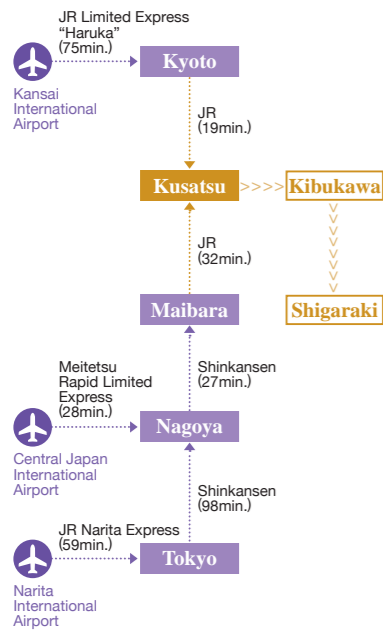 JR Limited Express
“Haruka”
(75min.)
Kyoto
Kansai
International
Airport
JR
(19min.)
Kusatsu
>>>>
Kibukawa
Shigaraki
JR
(32min.)
Maibara
Meitetsu
Rapid Limited
Express
(28min.)
Shinkansen
(27min.)
Nagoya
Central Japan
International
Airport
Shinkansen
(98min.)
JR Narita Express
(59min.)
Tokyo
Narita
International
Airport